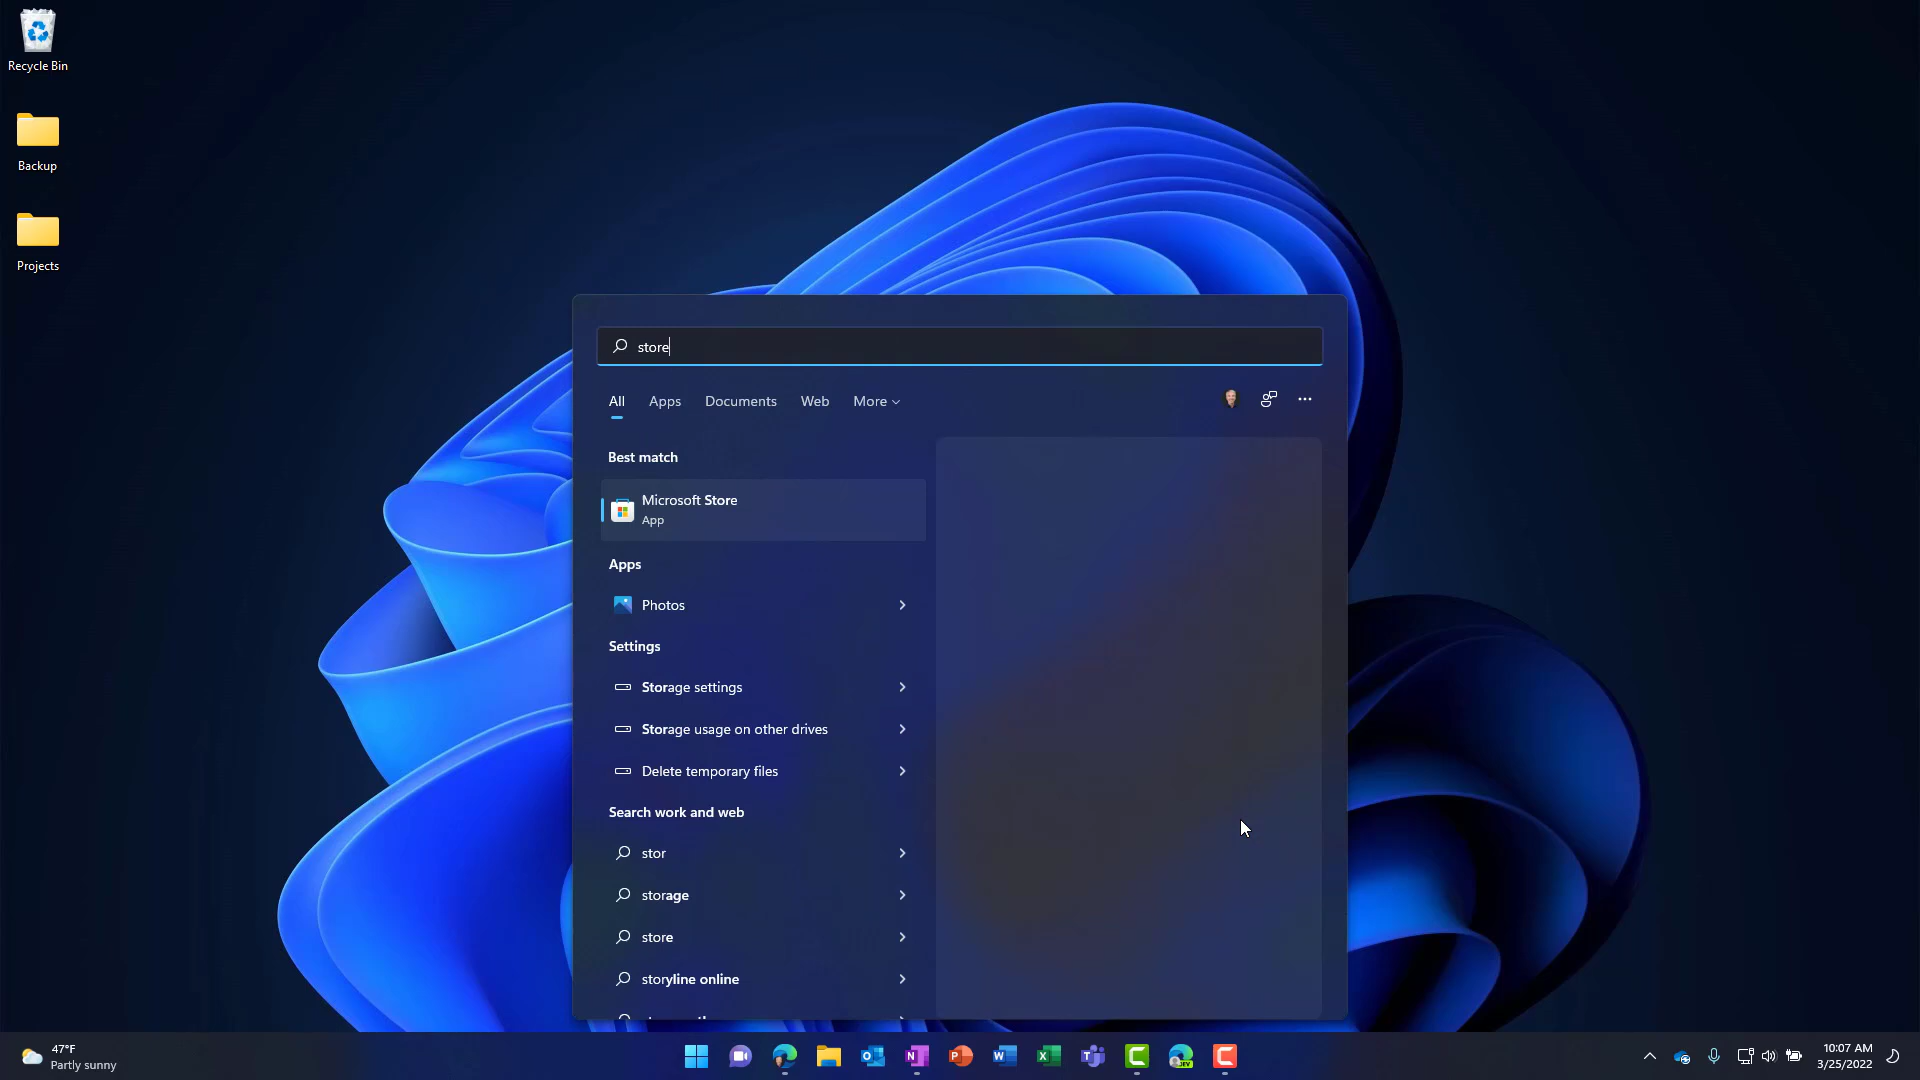 Recycle Bin
Backup
Projects
store
All Apps Documents Web More
Best match
Microsoft Store
App
Apps
Photos
Settings
Storage settings
Storage usage on other drives
Delete temporary files
Search work and web
stor
storage
store
storyline online
47°F
Partly sunny
N
P
W
X
DEV
10:07 AM
3/25/2022